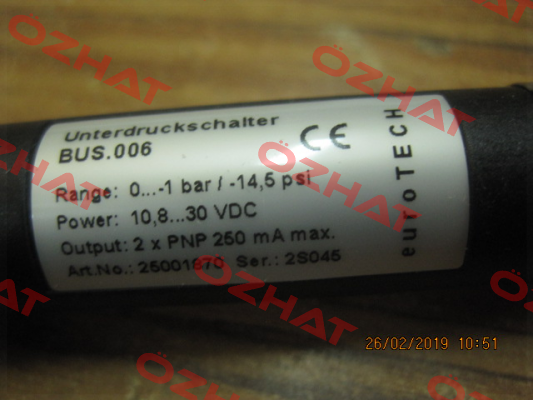 Unterdruckschalter
BUS.006
Range: 0...-1 bar / -14,5 psi
Power: 10,8...30 VDC
Output: 2 x PNP 250 mA max.
Art.No.: 25001870 Ser.: 2S045
CE
euroTECH
26/02/2019 10:51
ÖZHAT
ÖZHAT
ÖZHAT
ÖZHAT
ÖZHAT
ÖZHAT